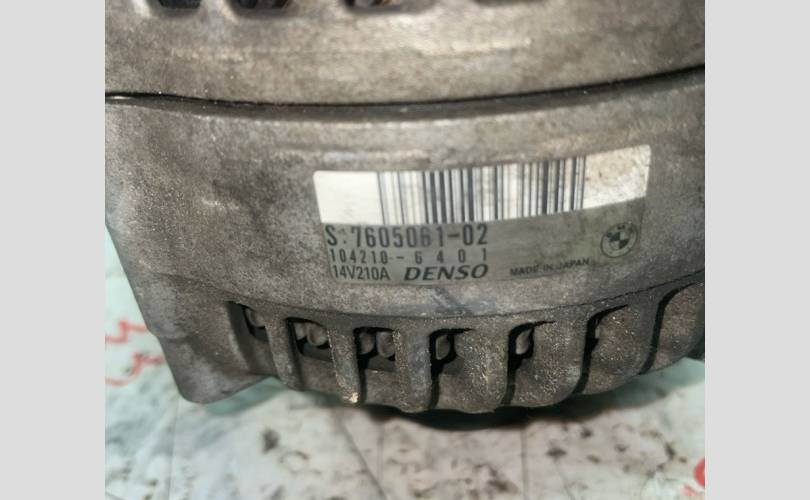 S:7605061-02
104210-6401
14V210A DENSO MADE IN JAPAN